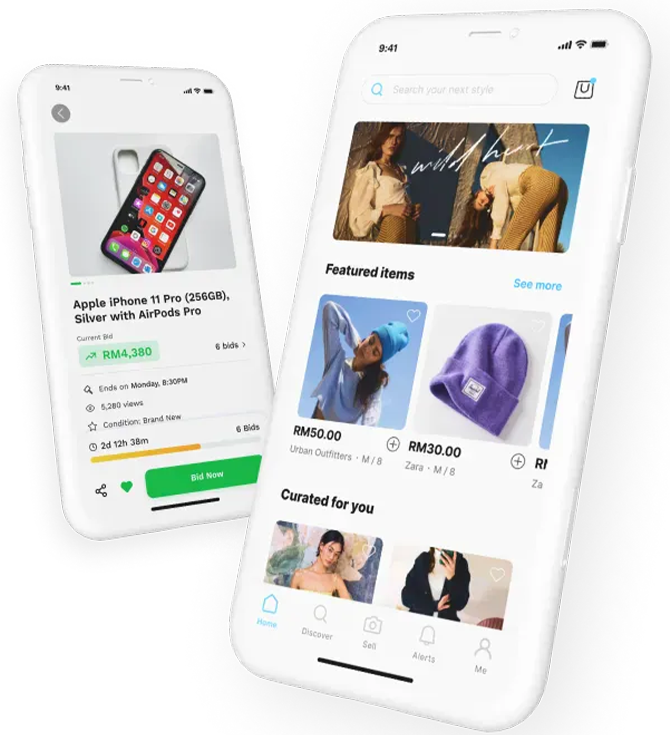 9:41
Apple iPhone 11 Pro (256GB),
Silver with AirPods Pro
Current Bid
RM4,380
6 bids
Ends on Monday, 8:30PM
5,280 views
Condition: Brand New
2d 12h 38m
6 Bids
Bid Now
9:41
Search your next style
wild
Featured items
See more
RM50.00
Urban Outfitters · M / 8
RM30.00
Zara · M / 8
Za
Curated for you
Home
Discover
Sell
Alerts
Me